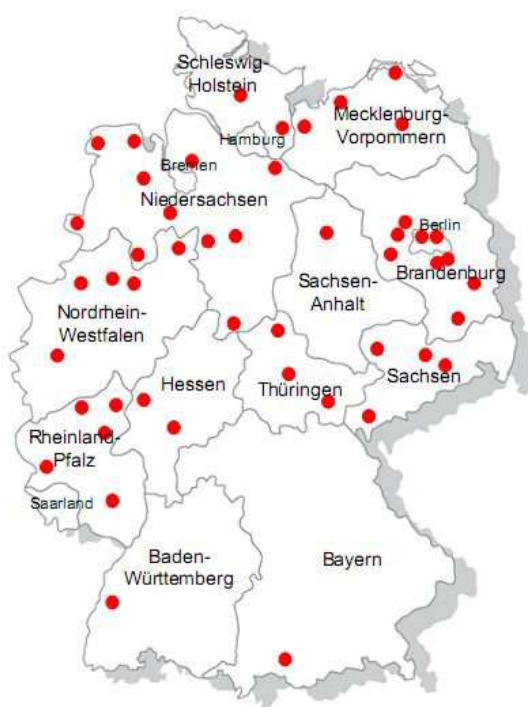 Schleswig-
Holstein
Mecklenburg-
Vorpommern
Hamburg
Bremen
Niedersachsen
Berlin
Brandenburg
Sachsen-
Anhalt
Nordrhein-
Westfalen
Hessen
Thüringen
Sachsen
Rheinland-
Pfalz
Saarland
Baden-
Württemberg
Bayern